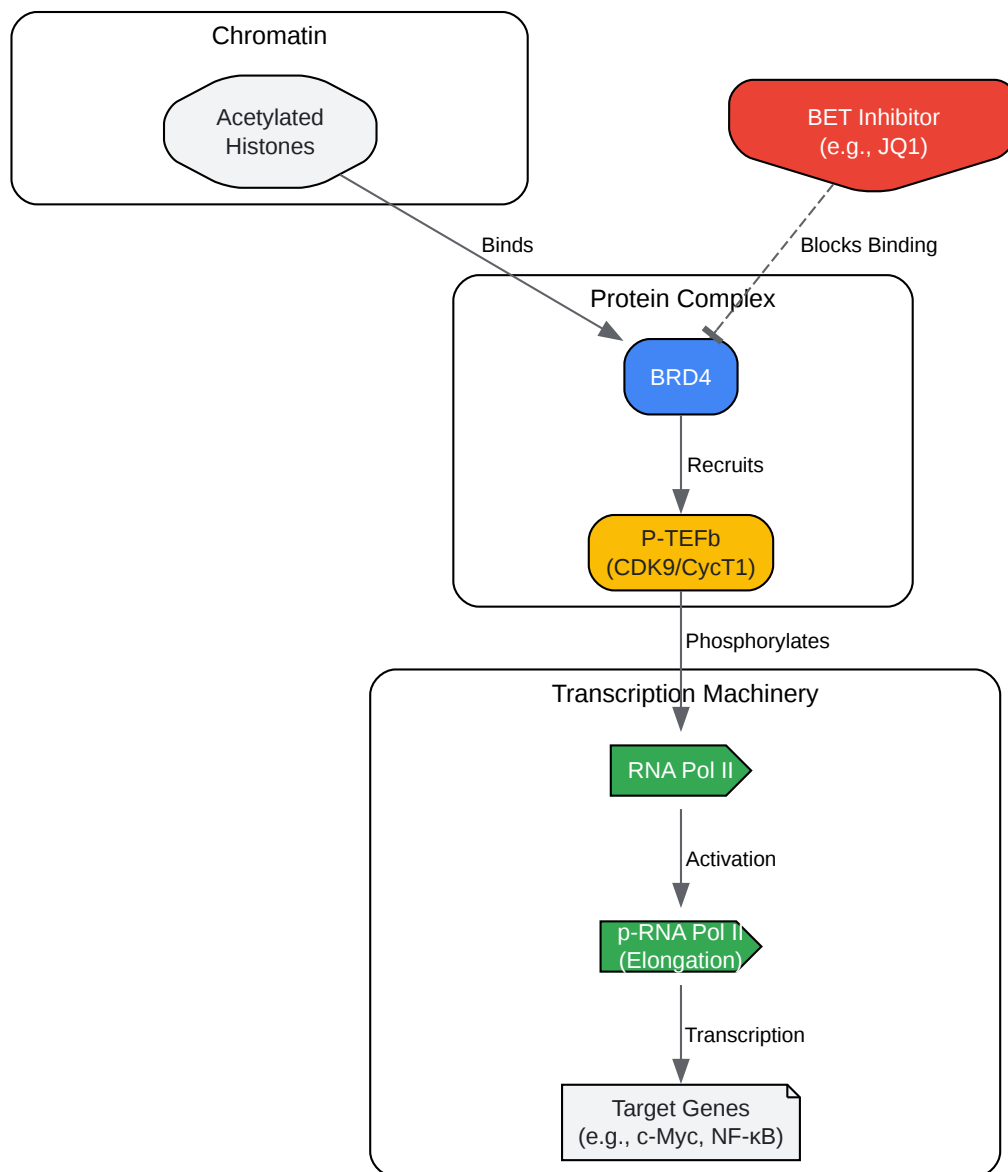 Chromatin
Acetylated
Histones
BET Inhibitor
(e.g., JQ1)
Binds
Blocks Binding
Protein Complex
BRD4
Recruits
P-TEFb
(CDK9/CycT1)
Phosphorylates
Transcription Machinery
RNA Pol II
Activation
p-RNA Pol II
(Elongation)
Transcription
Target Genes
(e.g., c-Myc, NF-κB)